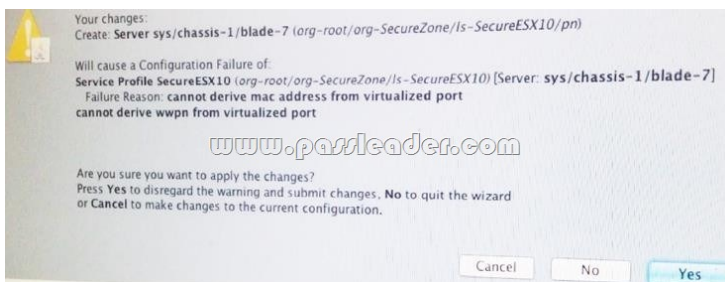 Your changes:
Create: Server sys/chassis-1/blade-7 (org-root/org-SecureZone/ls-SecureESX10/pn)
Will cause a Configuration Failure of:
Service Profile SecureESX10 (org-root/org-SecureZone/ls-SecureESX10) [Server: sys/chassis-1/blade-7]
Failure Reason: cannot derive mac address from virtualized port
cannot derive wwpn from virtualized port
www.passleader.com
Are you sure you want to apply the changes?
Press Yes to disregard the warning and submit changes, No to quit the wizard
or Cancel to make changes to the current configuration.
Cancel No Yes